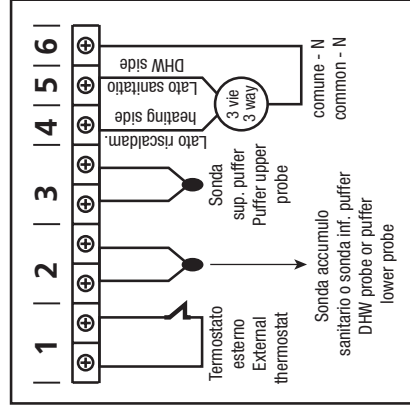 1
2
3
4
5
6
Termostato
esterno
External
thermostat
Sonda accumulo
sanitario o sonda inf. puffer
DHW probe or puffer
lower probe
Sonda
sup. puffer
Puffer upper
probe
Lato riscaldam.
heating side
Lato sanitatio
DHW side
3 vie
3 way
comune - N
common - N